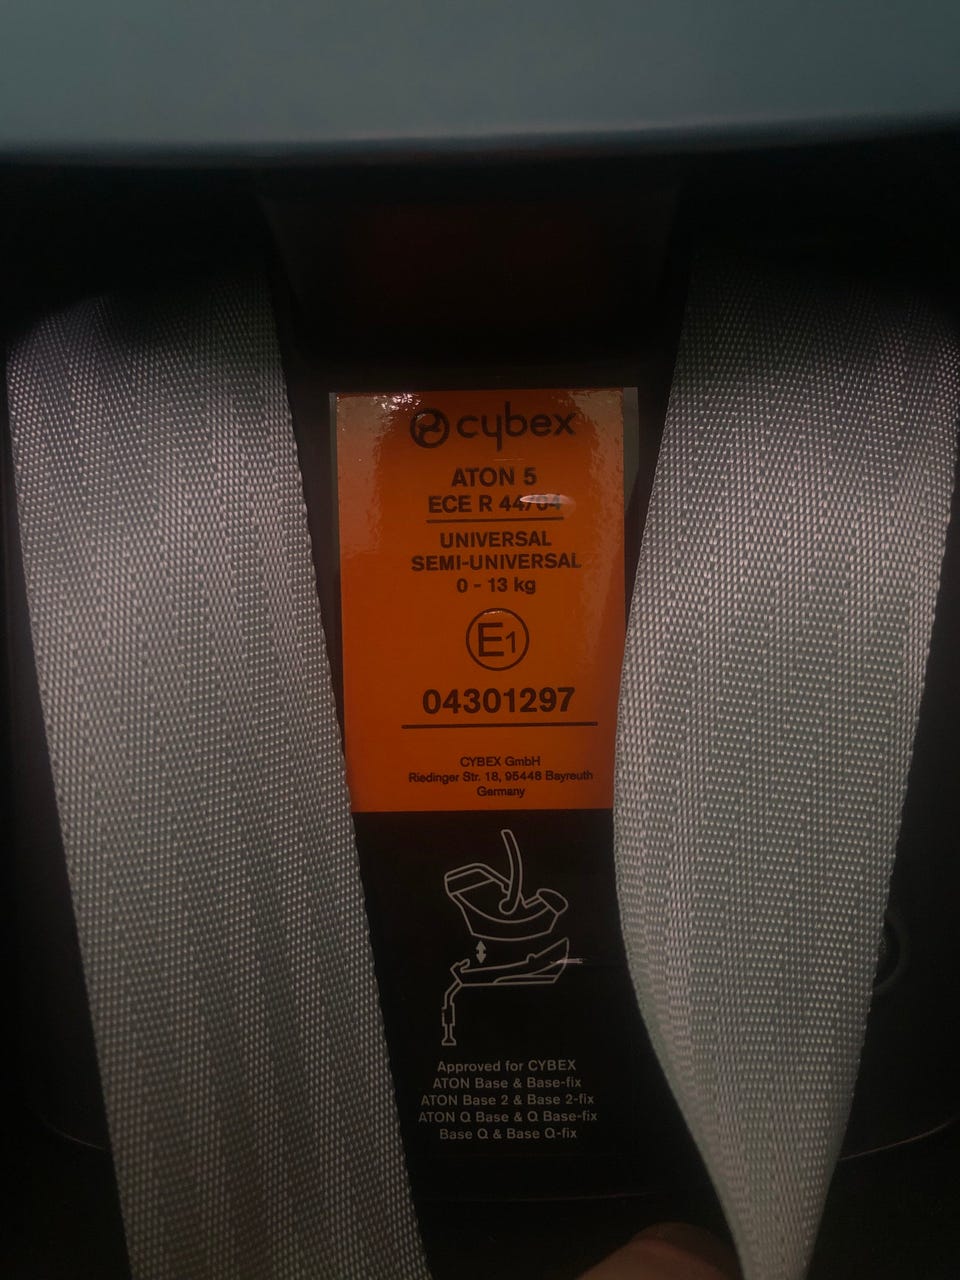 cybex
ATON 5
ECE R 44/04
UNIVERSAL
SEMI-UNIVERSAL
0 - 13 kg
E1
04301297
CYBEX GmbH
Riedinger Str. 18, 95448 Bayreuth
Germany
Approved for CYBEX
ATON Base & Base-fix
ATON Base 2 & Base 2-fix
ATON Q Base & Q Base-fix
Base Q & Base Q-fix